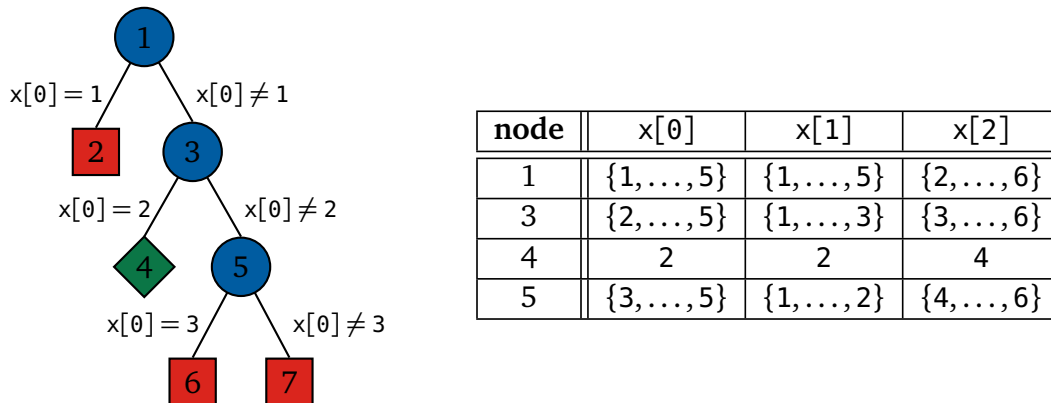 1
x[0] = 1 x[0] ≠ 1
2 3
x[0] = 2 x[0] ≠ 2
4 5
x[0] = 3 x[0] ≠ 3
6 7
node x[0] x[1] x[2]
1 {1,...,5} {1,...,5} {2,...,6}
3 {2,...,5} {1,...,3} {3,...,6}
4 2 2 4
5 {3,...,5} {1,...,2} {4,...,6}